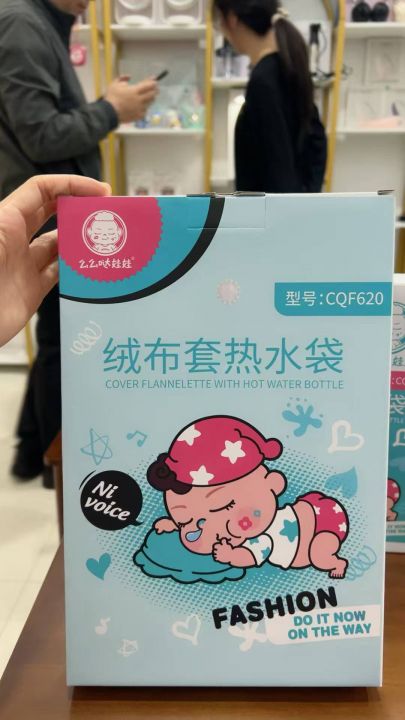 么么哒娃娃
型号:CQF620
绒布套热水袋
COVER FLANNELETTE WITH HOT WATER BOTTLE
Ni
voice
FASHION
DO IT NOW
ON THE WAY